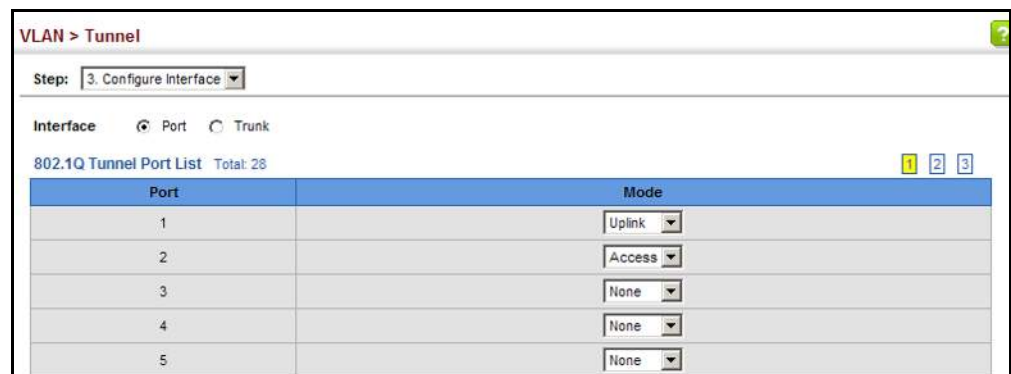 VLAN > Tunnel
?
Step: 3. Configure Interface
Interface Port Trunk
802.1Q Tunnel Port List Total: 28 1 2 3
Port Mode
1 Uplink
2 Access
3 None
4 None
5 None